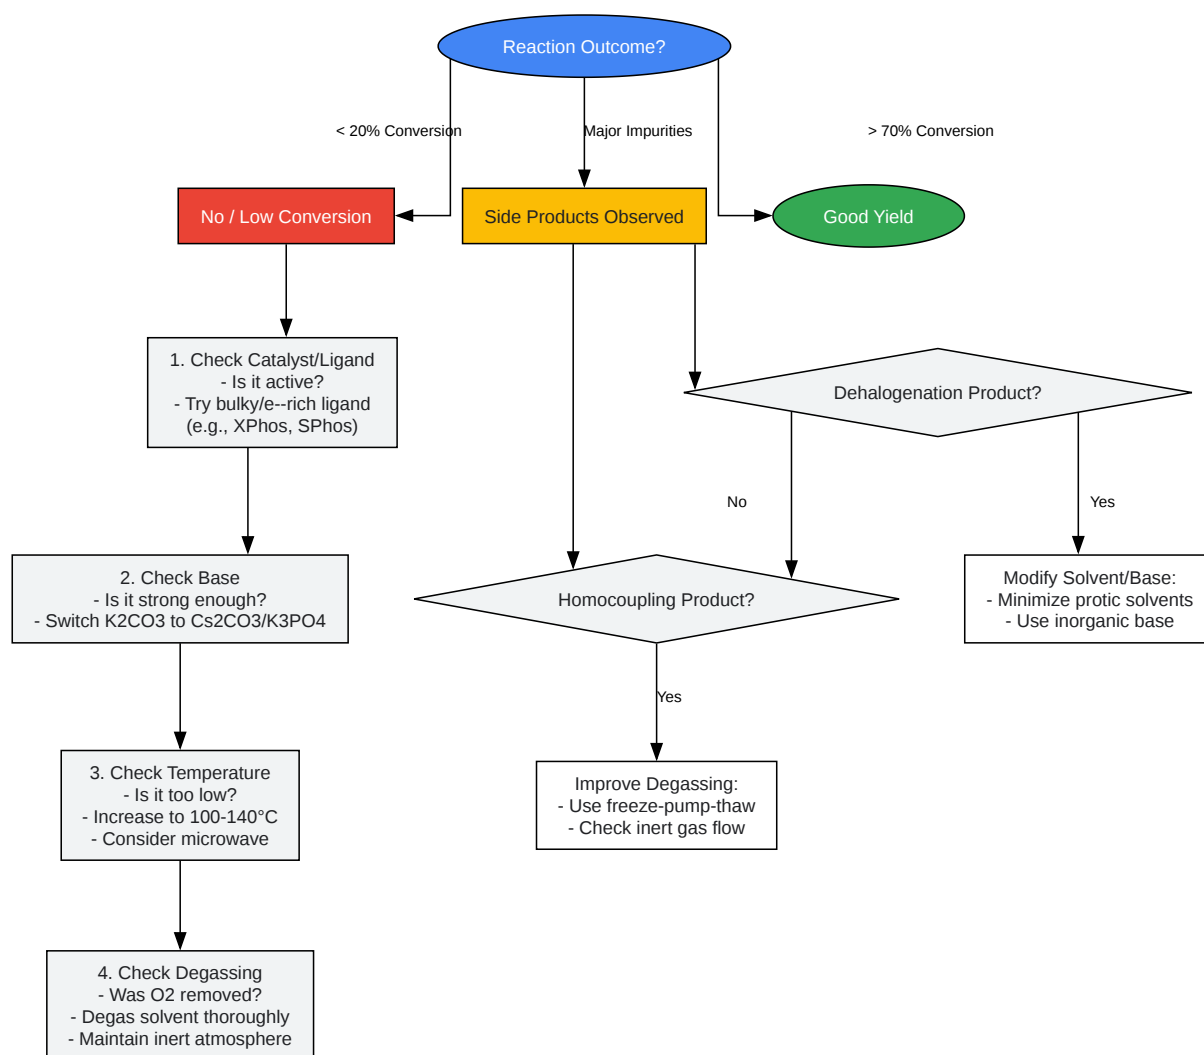 Reaction Outcome?
< 20% Conversion
Major Impurities
> 70% Conversion
No / Low Conversion
Side Products Observed
Good Yield
1. Check Catalyst/Ligand
- Is it active?
- Try bulky/e--rich ligand
(e.g., XPhos, SPhos)
Dehalogenation Product?
No
Yes
2. Check Base
- Is it strong enough?
- Switch K2CO3 to Cs2CO3/K3PO4
Homocoupling Product?
Modify Solvent/Base:
- Minimize protic solvents
- Use inorganic base
Yes
3. Check Temperature
- Is it too low?
- Increase to 100-140°C
- Consider microwave
Improve Degassing:
- Use freeze-pump-thaw
- Check inert gas flow
4. Check Degassing
- Was O2 removed?
- Degas solvent thoroughly
- Maintain inert atmosphere